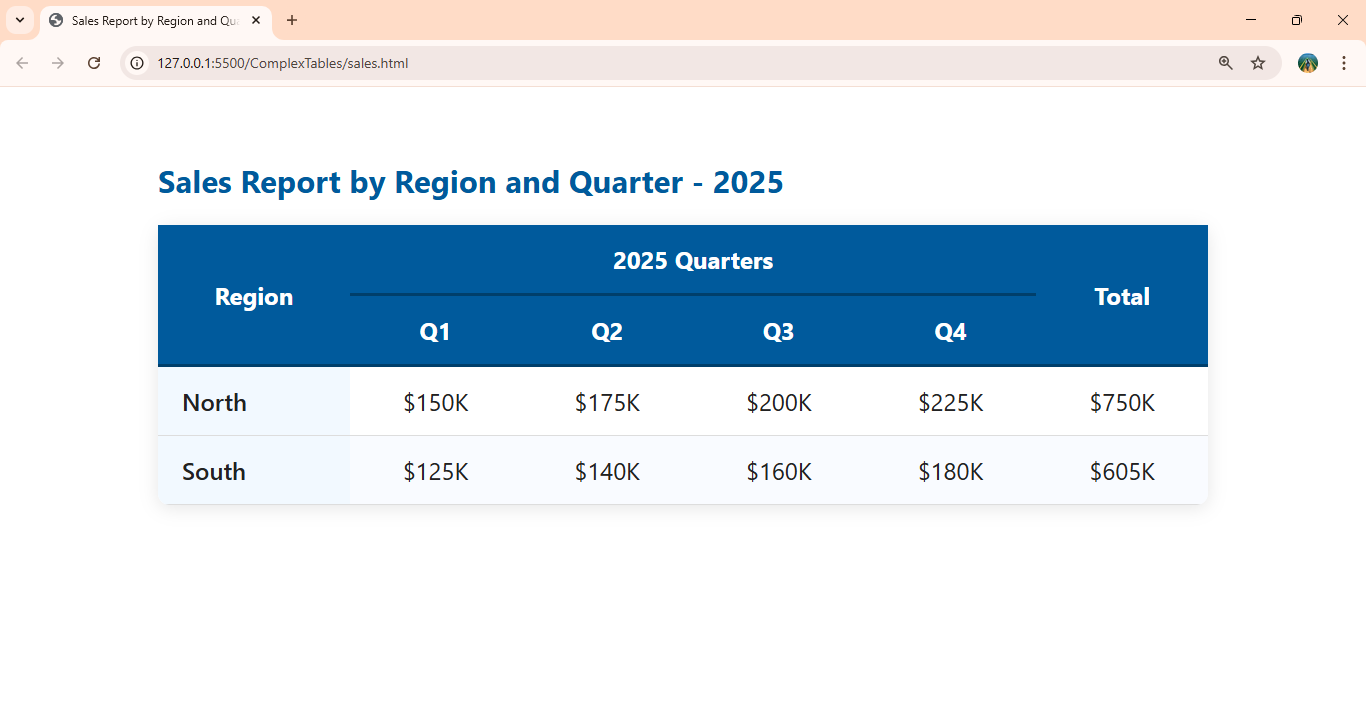 Sales Report by Region and Qu
127.0.0.1:5500/ComplexTables/sales.html
Sales Report by Region and Quarter - 2025
Region 2025 Quarters Total
Q1 Q2 Q3 Q4
North $150K $175K $200K $225K $750K
South $125K $140K $160K $180K $605K